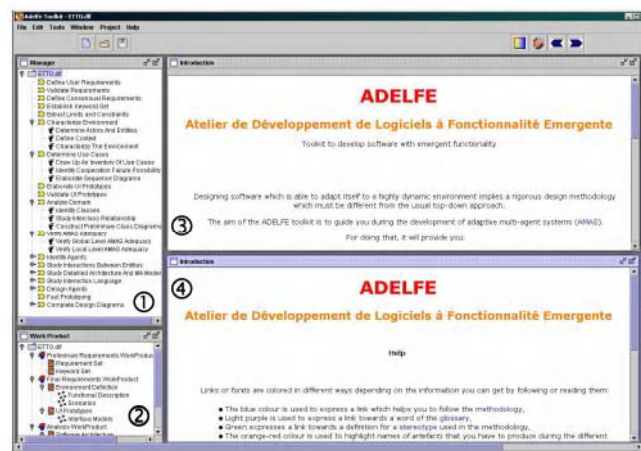 Adelfe Toolkit - ETTO.dlf
File Edit Tools Window Project Help
Manager
ETTO.dlf
Define User Requirements
Validate Requirements
Define Consensual Requirements
Establish Keyword Set
Extract Limits and Constraints
Characterize Environment
Determine Actors And Entities
Define Context
Characterize The Environment
Determine Use Cases
Draw Up An Inventory Of Use Cases
Identify Cooperation Failure Possibility
Elaborate Sequence Diagrams
Elaborate UI Prototypes
Validate UI Prototypes
Analyze Domain
Identify Classes
Study Interclass Relationship
Construct Preliminary Class Diagrams
Verify AMAS Adequacy
Verify Global Level AMAS Adequacy
Verify Local Level AMAS Adequacy
Identify Agents
Study Interactions Between Entities
Study Detailed Architecture And MA Model
Study Interaction Language
Design Agents
Fast Prototyping
Complete Design Diagrams
①
Work Product
ETTO.dlf
Preliminary Requirements WorkProduct
Requirement Set
Keyword Set
Final Requirements WorkProduct
Environment Definition
Functional Description
Scenarios
UI Prototypes
Interface Models
Analysis WorkProduct
Software Architecture
②
Introduction
ADELFE
Atelier de Développement de Logiciels à Fonctionnalité Emergente
Toolkit to develop software with emergent functionality
Designing software which is able to adapt itself to a highly dynamic environment implies a rigorous design methodology
which must be different from the usual top-down approach.
The aim of the ADELFE toolkit is to guide you during the development of adaptive multi-agent systems (AMAS).
For doing that, it will provide you:
③
Introduction
④
ADELFE
Atelier de Développement de Logiciels à Fonctionnalité Emergente
Help
Links or fonts are colored in different ways depending on the information you can get by following or reading them:
● The blue colour is used to express a link which helps you to follow the methodology,
● Light purple is used to express a link towards a word of the glossary,
● Green expresses a link towards a definition for a stereotype used in the methodology,
● The orange-red colour is used to highlight names of artefacts that you have to produce during the different